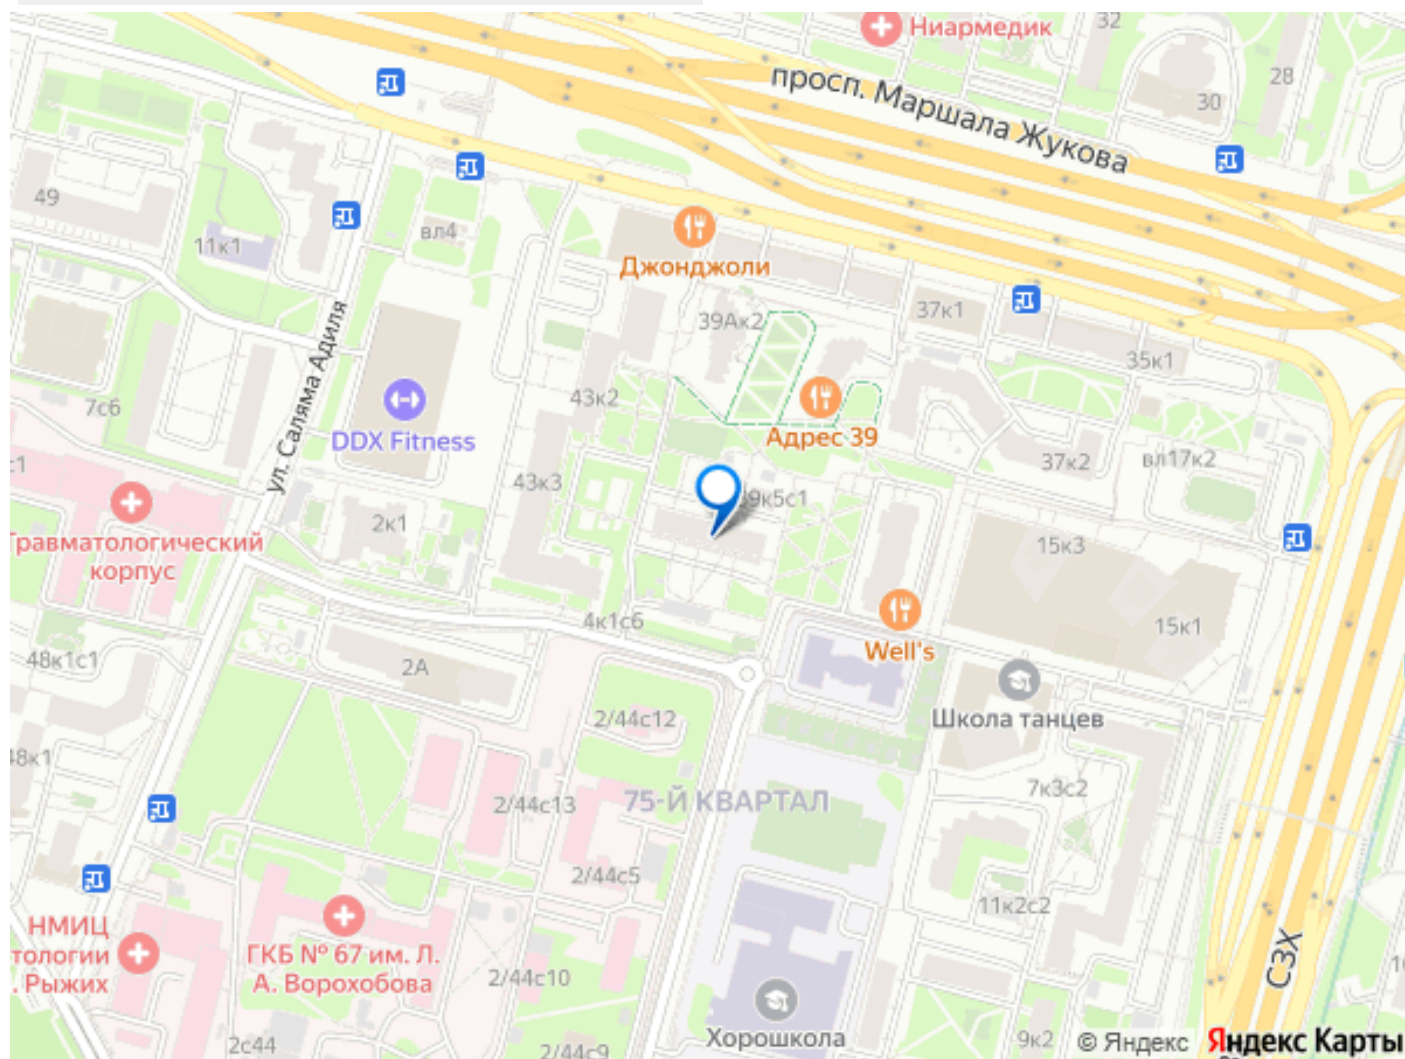 Ниармедик
32
28
30
просп. Маршала Жукова
49
11к1
вл4
Джонджоли
39Ак2
37к1
35к1
ул. Саляма Адиля
7с6
43к2
DDX Fitness
Адрес 39
37к2
вл17к2
43к3
39к5с1
2к1
Травматологический
корпус
15к3
15к1
4к1с6
48к1с1
2А
Well's
Школа танцев
2/44с12
48к1
7к3с2
2/44с13
75-Й КВАРТАЛ
2/44с5
11к2с2
НМИЦ
тологии
. Рыжих
ГКБ № 67 им. Л.
А. Ворохобова
2/44с10
СЗХ
Хорошкола
2с44
2/44с9
9к2
© Яндекс Яндекс Карты